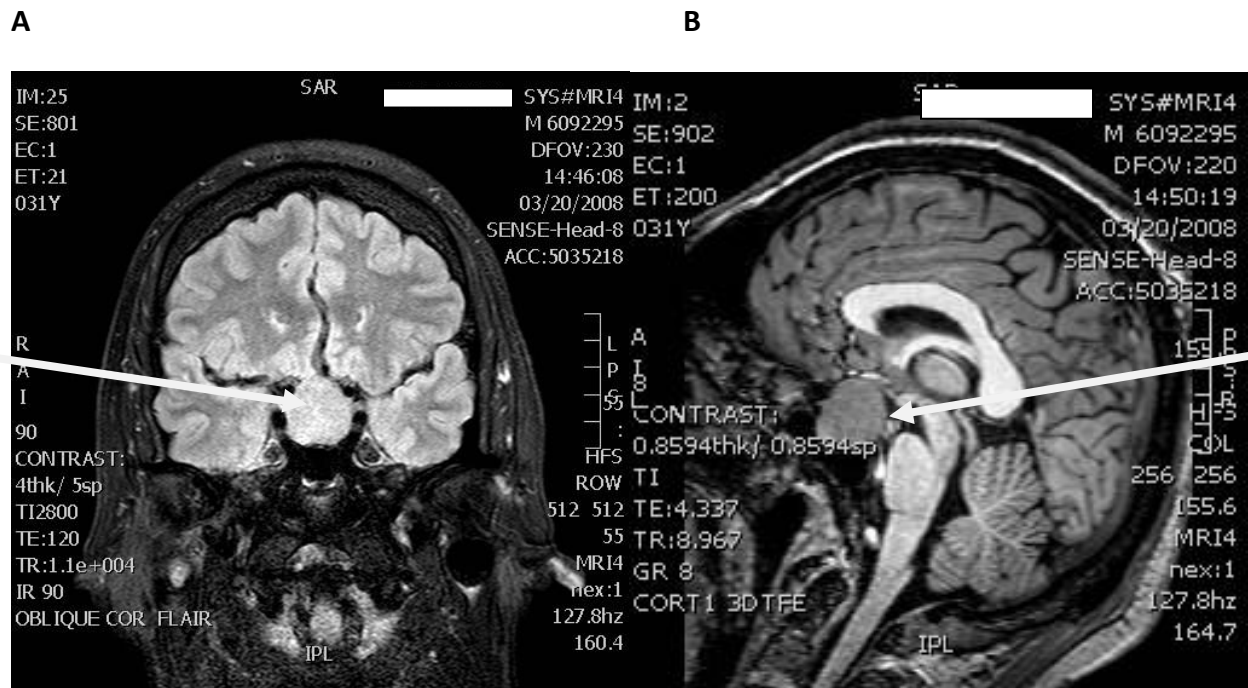 A
B
SAR
IM:25
SE:801
EC:1
ET:21
031Y
SYS#MRI4
M 6092295
DFOV:230
14:46:08
03/20/2008
SENSE-Head-8
ACC:5035218
R
A
I
L
P
S
55
:
90
CONTRAST:
4thk/ 5sp
TI2800
TE:120
TR:1.1e+004
IR 90
OBLIQUE COR FLAIR
HFS
ROW
512 512
55
MRI4
nex:1
127.8hz
160.4
IPL
IM:2
SE:902
EC:1
ET:200
031Y
SYS#MRI4
M 6092295
DFOV:220
14:50:19
03/20/2008
SENSE-Head-8
ACC:5035218
A
I
8
CONTRAST:
0.8594thk/ 0.8594sp
TI
TE:4.337
TR:8.967
GR 8
CORT1 3DTFE
COL
256 256
155.6
MRI4
nex:1
127.8hz
164.7
IPL